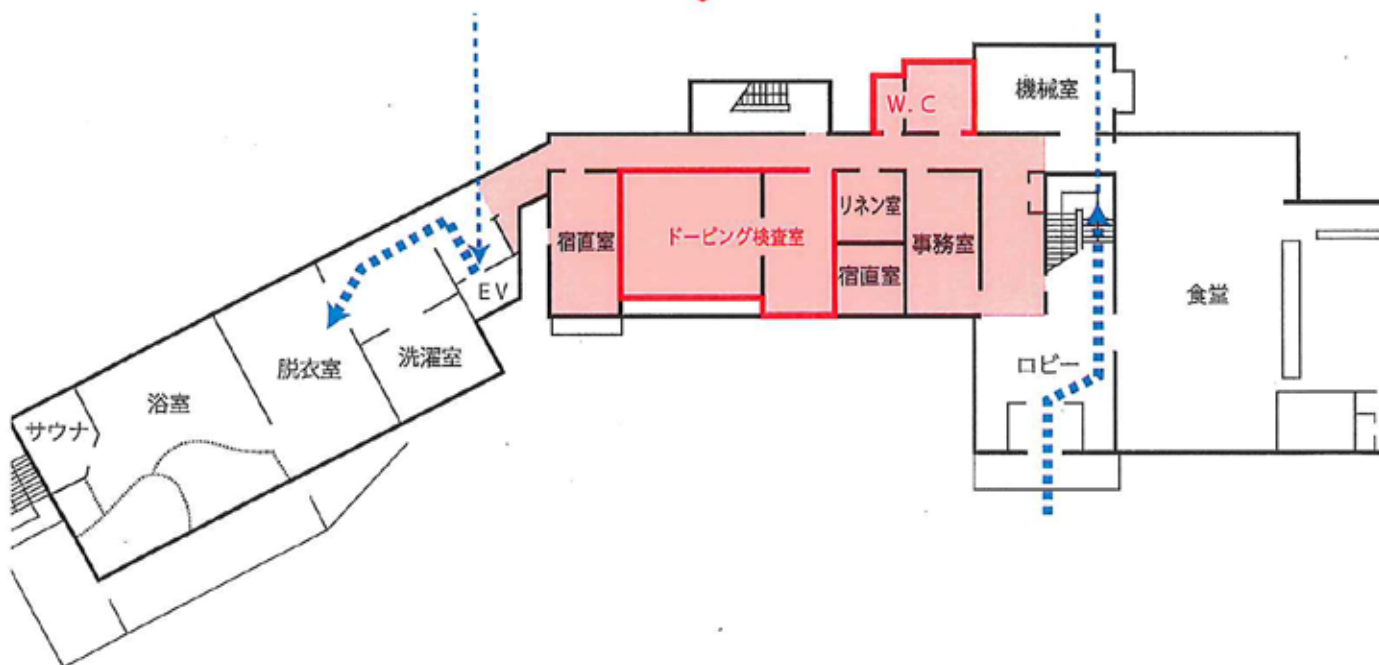 機械室
W.C
リネン室
宿直室
ドーピング検査室
事務室
宿直室
EV
食堂
洗濯室
脱衣室
ロビー
浴室
サウナ